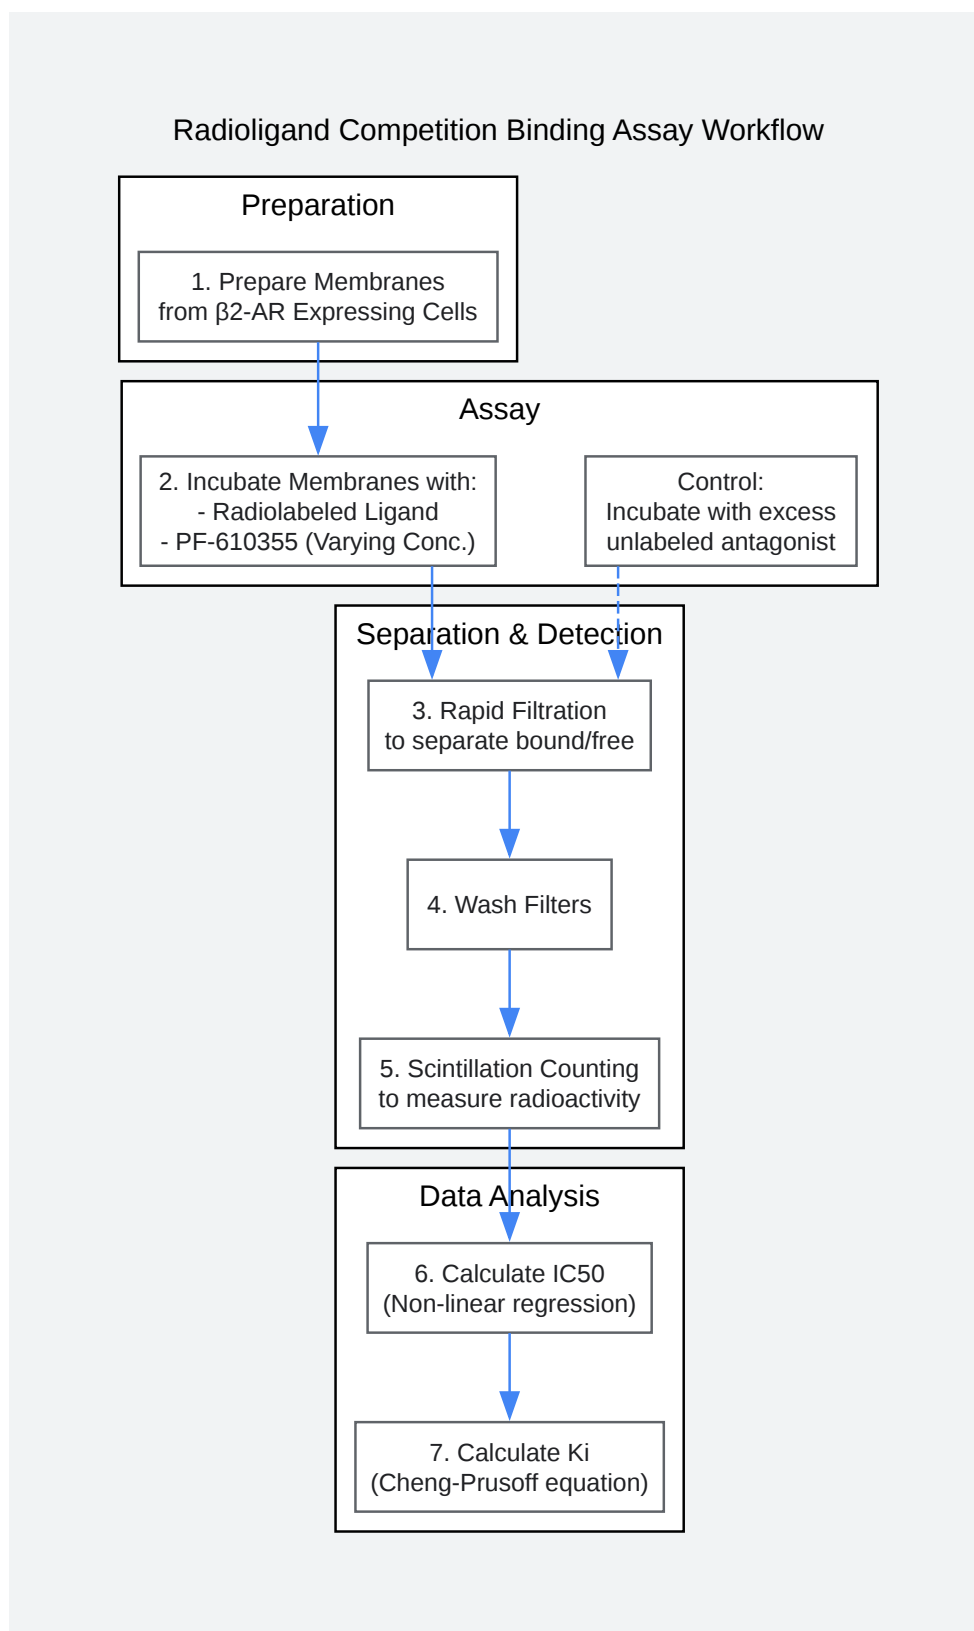 Radioligand Competition Binding Assay Workflow
Preparation
1. Prepare Membranes
from β2-AR Expressing Cells
Assay
2. Incubate Membranes with:
- Radiolabeled Ligand
- PF-610355 (Varying Conc.)
Control:
Incubate with excess
unlabeled antagonist
Separation & Detection
3. Rapid Filtration
to separate bound/free
4. Wash Filters
5. Scintillation Counting
to measure radioactivity
Data Analysis
6. Calculate IC50
(Non-linear regression)
7. Calculate Ki
(Cheng-Prusoff equation)